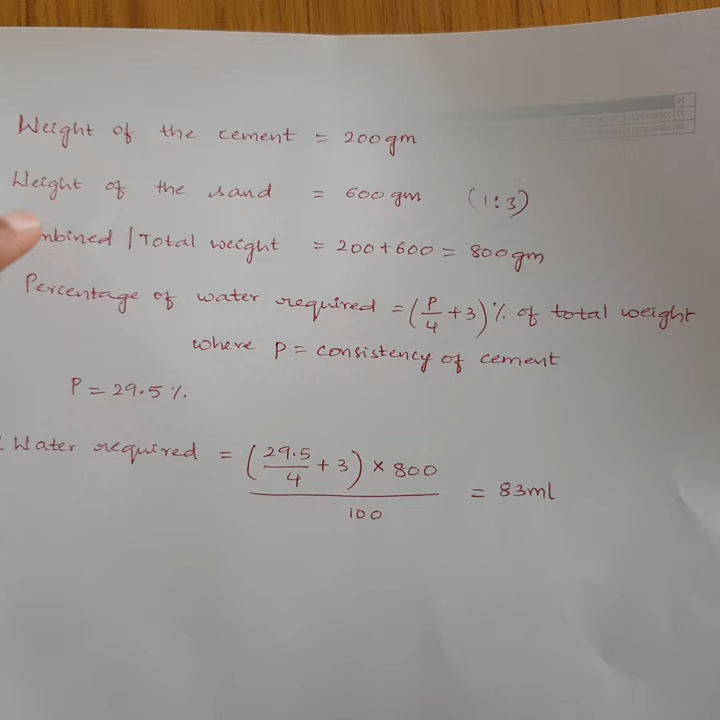 Weight of the cement = 200gm
Weight of the sand = 600gm (1:3)
mbined / Total weight = 200+600 = 800gm
Percentage of water required = (P/4 + 3)% of total weight
where P = consistency of cement
P = 29.5%.
Water required = ((29.5/4 + 3) × 800)/100 = 83ml